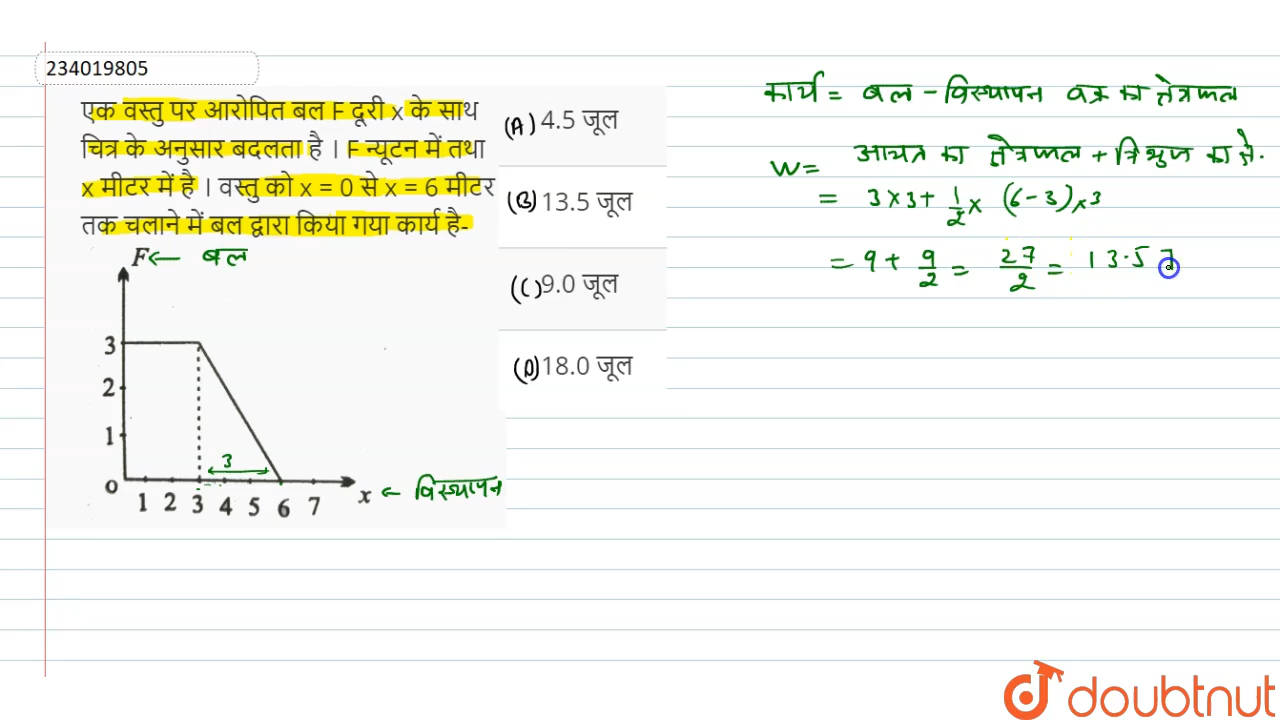 234019805
एक वस्तु पर आरोपित बल F दूरी x के साथ
चित्र के अनुसार बदलता है । F न्यूटन में तथा
x मीटर में है । वस्तु को x = 0 से x = 6 मीटर
तक चलाने में बल द्वारा किया गया कार्य है-
F ← बल
3
2
1
O
3
1 2 3 4 5 6 7
x ← विस्थापन
(A) 4.5 जूल
(B) 13.5 जूल
(C) 9.0 जूल
(D) 18.0 जूल
कार्य = बल - विस्थापन वक्र का क्षेत्रफल
W = आयत का क्षेत्रफल + त्रिभुज का क्षे.
= 3 × 3 + 1/2 × (6 - 3) × 3
= 9 + 9/2 = 27/2 = 13.5
doubtnut